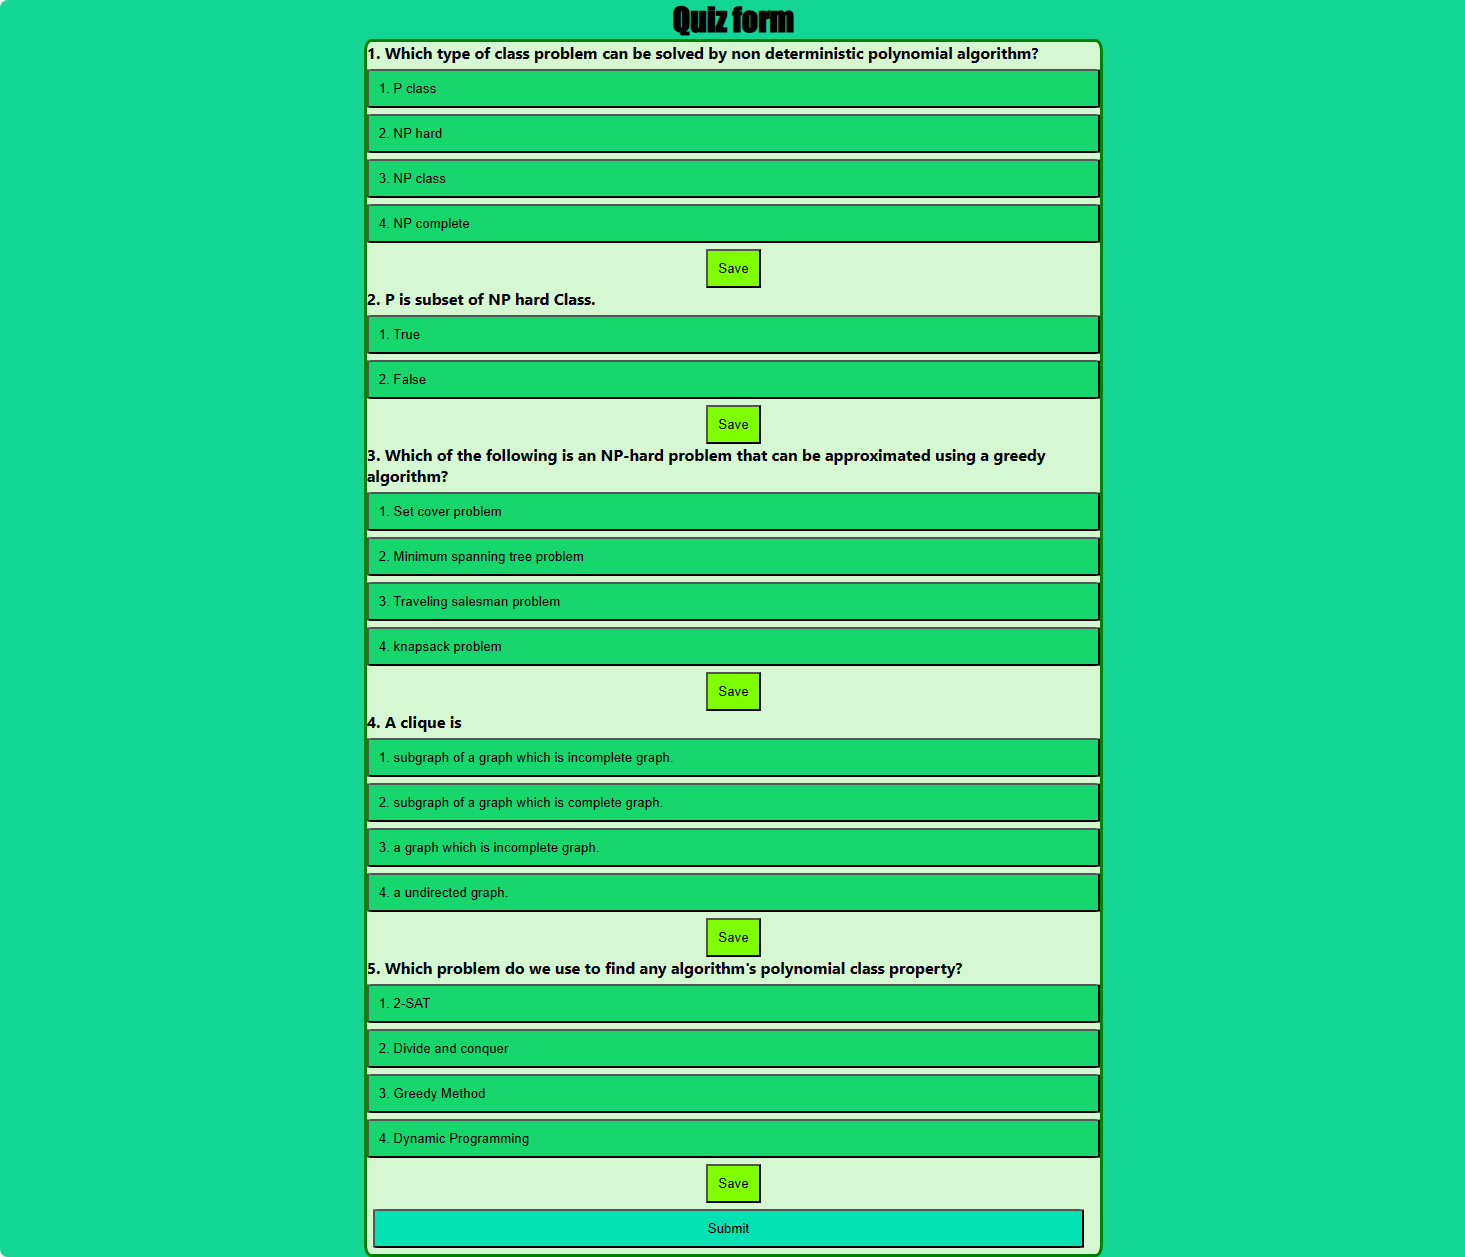 Quiz form
1. Which type of class problem can be solved by non deterministic polynomial algorithm?
1. P class
2. NP hard
3. NP class
4. NP complete
Save
2. P is subset of NP hard Class.
1. True
2. False
Save
3. Which of the following is an NP-hard problem that can be approximated using a greedy
algorithm?
1. Set cover problem
2. Minimum spanning tree problem
3. Traveling salesman problem
4. knapsack problem
Save
4. A clique is
1. subgraph of a graph which is incomplete graph.
2. subgraph of a graph which is complete graph.
3. a graph which is incomplete graph.
4. a undirected graph.
Save
5. Which problem do we use to find any algorithm's polynomial class property?
1. 2-SAT
2. Divide and conquer
3. Greedy Method
4. Dynamic Programming
Save
Submit